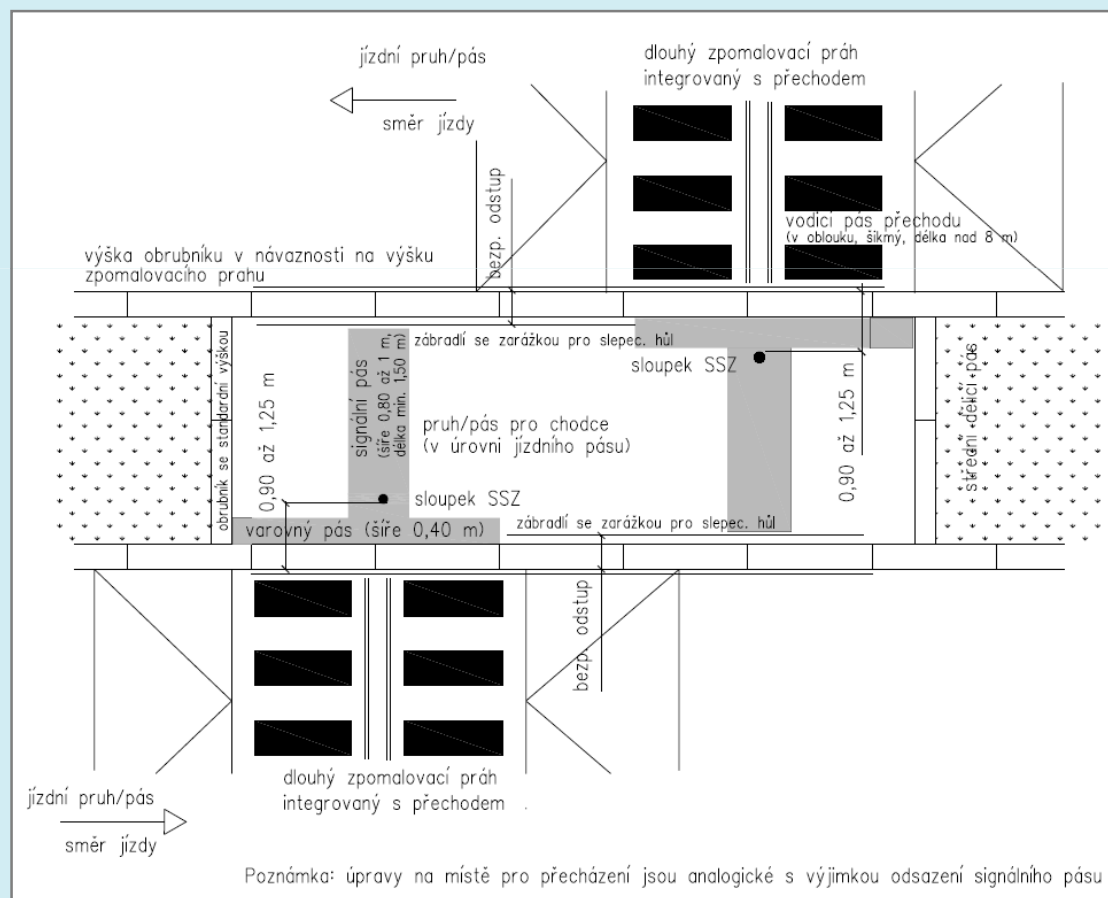 jízdní pruh/pás
směr jízdy
dlouhý zpomalovací práh
integrovaný s přechodem
bezp. odstup
vodicí pás přechodu
(v oblouku, šikmý, délka nad 8 m)
výška obrubníku v návaznosti na výšku
zpomalovacího prahu
obrubník se standardní výškou
0,90 až 1,25 m
signální pás
(šíře 0,80 až 1 m,
délka min. 1,50 m)
zábradlí se zarážkou pro slepec. hůl
sloupek SSZ
pruh/pás pro chodce
(v úrovni jízdního pásu)
0,90 až 1,25 m
střední dělicí pás
sloupek SSZ
varovný pás (šíře 0,40 m)
zábradlí se zarážkou pro slepec. hůl
bezp. odstup
dlouhý zpomalovací práh
integrovaný s přechodem .
jízdní pruh/pás
směr jízdy
Poznámka: úpravy na místě pro přecházení jsou analogické s výjimkou odsazení signálního pásu